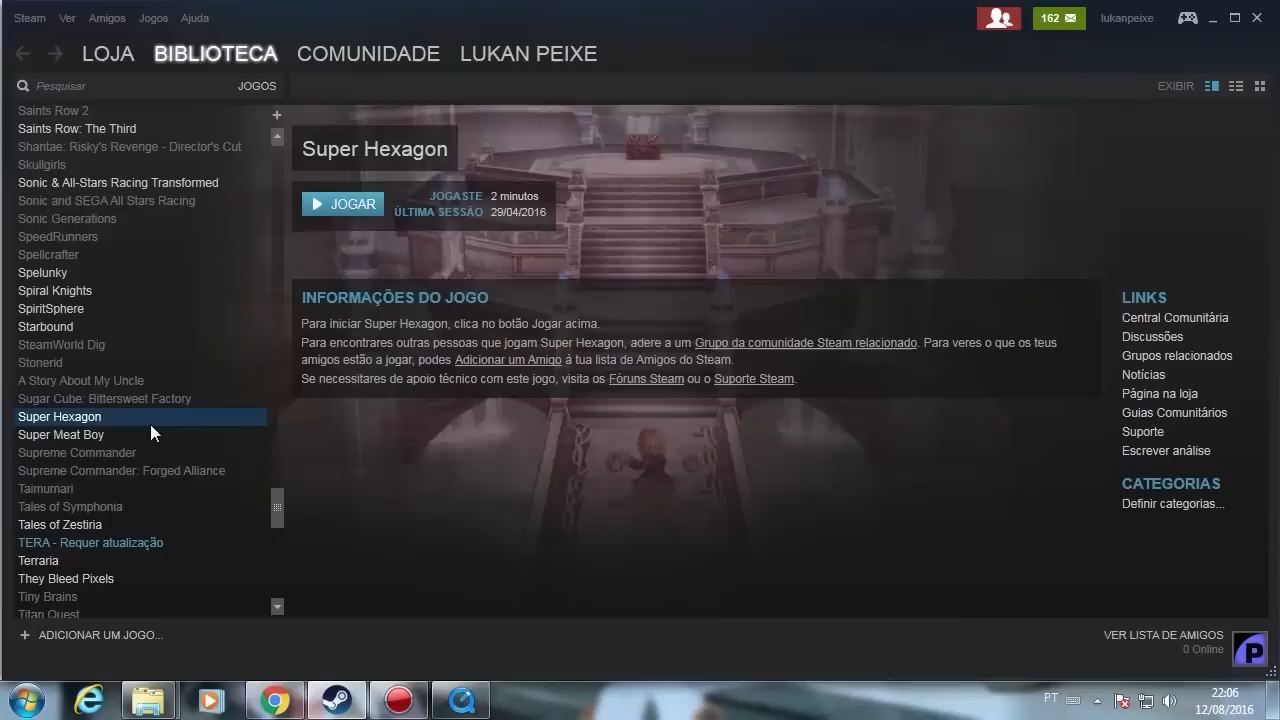 Steam Ver Amigos Jogos Ajuda
162
lukanpeixe
LOJA BIBLIOTECA COMUNIDADE LUKAN PEIXE
Pesquisar
JOGOS
EXIBIR
Saints Row 2
Saints Row: The Third
Shantae: Risky's Revenge - Director's Cut
Skullgirls
Sonic & All-Stars Racing Transformed
Sonic and SEGA All Stars Racing
Sonic Generations
SpeedRunners
Spellcrafter
Spelunky
Spiral Knights
SpiritSphere
Starbound
SteamWorld Dig
Stonerid
A Story About My Uncle
Sugar Cube: Bittersweet Factory
Super Hexagon
Super Meat Boy
Supreme Commander
Supreme Commander: Forged Alliance
Taimumari
Tales of Symphonia
Tales of Zestiria
TERA - Requer atualização
Terraria
They Bleed Pixels
Tiny Brains
Titan Quest
+ ADICIONAR UM JOGO...
Super Hexagon
JOGAR
JOGASTE 2 minutos
ÚLTIMA SESSÃO 29/04/2016
INFORMAÇÕES DO JOGO
Para iniciar Super Hexagon, clica no botão Jogar acima.
Para encontrares outras pessoas que jogam Super Hexagon, adere a um Grupo da comunidade Steam relacionado. Para veres o que os teus
amigos estão a jogar, podes Adicionar um Amigo à tua lista de Amigos do Steam.
Se necessitares de apoio técnico com este jogo, visita os Fóruns Steam ou o Suporte Steam.
LINKS
Central Comunitária
Discussões
Grupos relacionados
Notícias
Página na loja
Guias Comunitários
Suporte
Escrever análise
CATEGORIAS
Definir categorias...
VER LISTA DE AMIGOS
0 Online
PT
22:06
12/08/2016